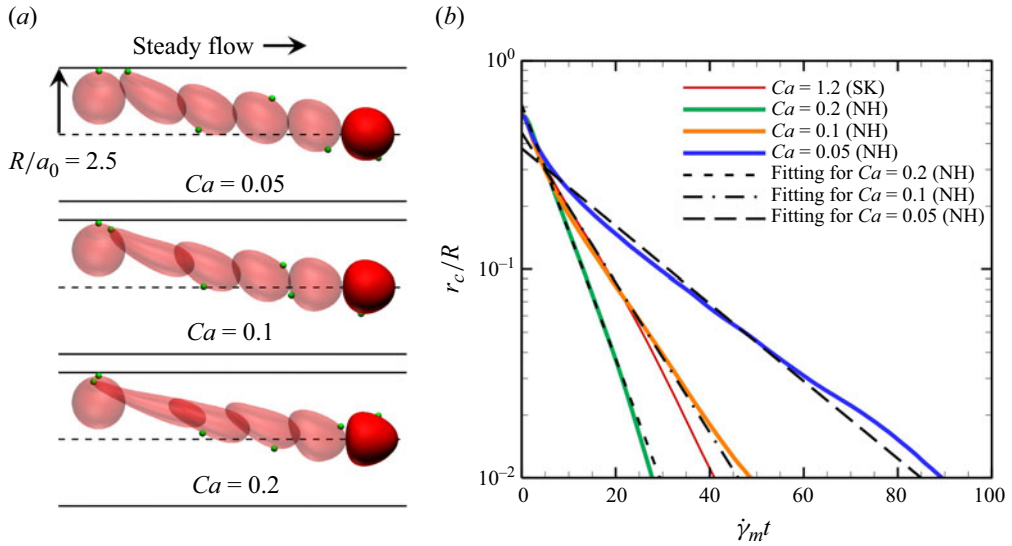 (a)
Steady flow
R/a₀ = 2.5
Ca = 0.05
Ca = 0.1
Ca = 0.2
(b)
10⁰
10⁻¹
10⁻²
r_c/R
Ca = 1.2 (SK)
Ca = 0.2 (NH)
Ca = 0.1 (NH)
Ca = 0.05 (NH)
Fitting for Ca = 0.2 (NH)
Fitting for Ca = 0.1 (NH)
Fitting for Ca = 0.05 (NH)
0 20 40 60 80 100
γ̇ₘt